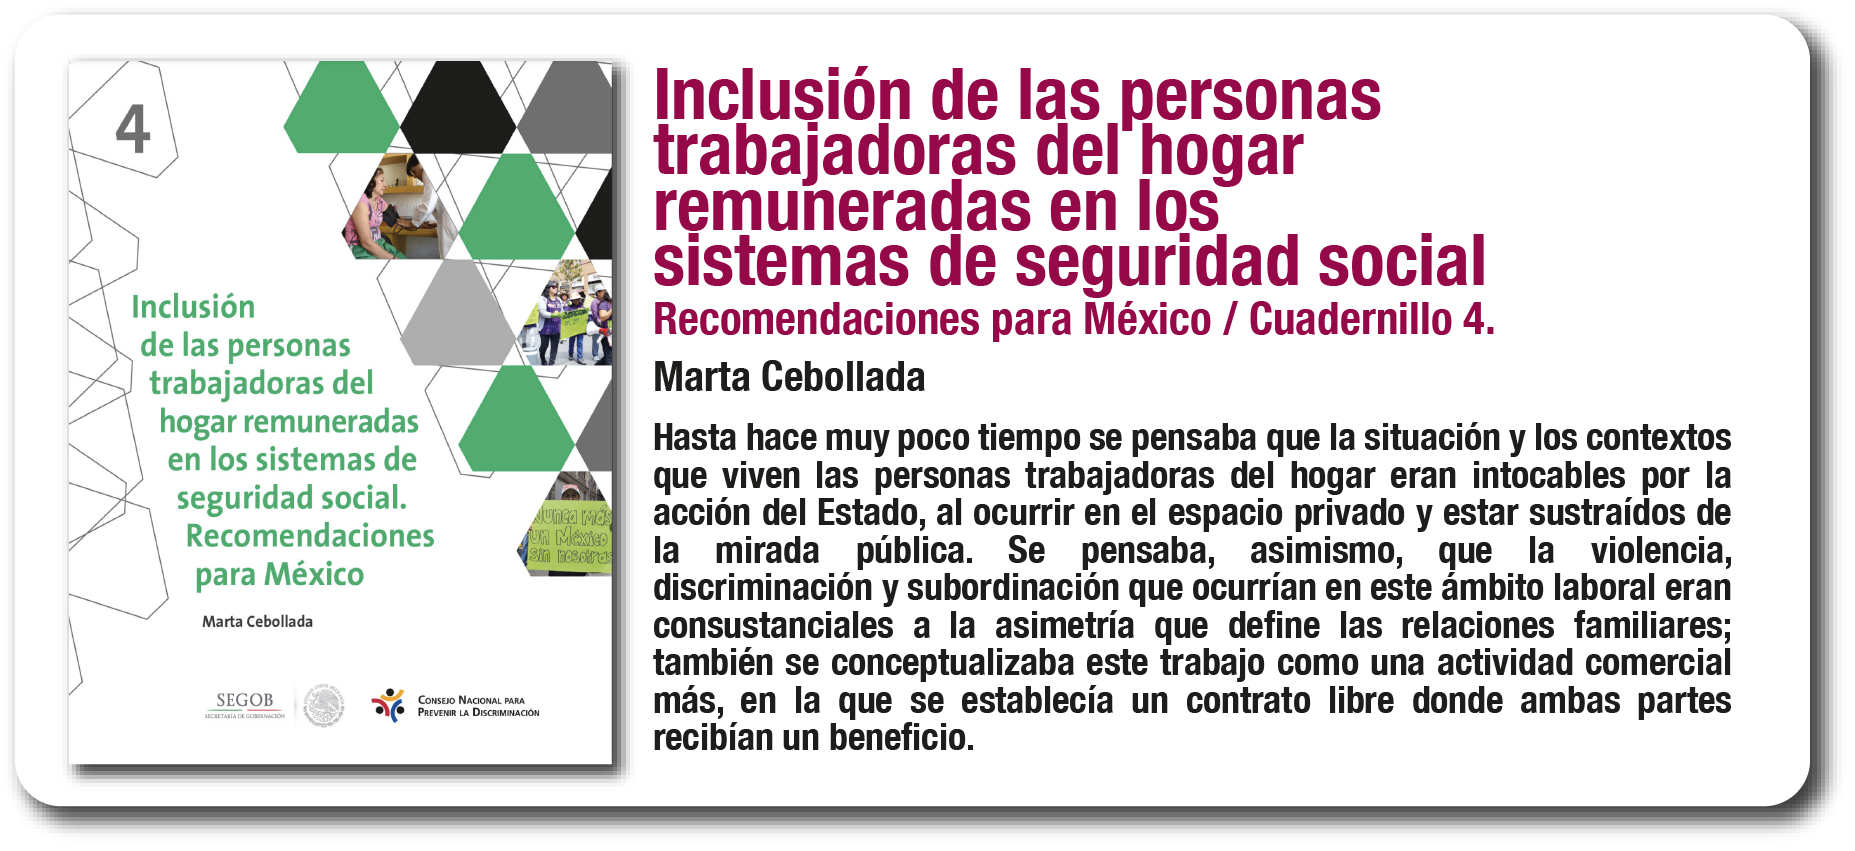 4
Inclusión
de las personas
trabajadoras del
hogar remuneradas
en los sistemas de
seguridad social.
Recomendaciones
para México
Marta Cebollada
Nunca más
un México
sin nosotras
SEGOB
SECRETARÍA DE GOBERNACIÓN
CONSEJO NACIONAL PARA
PREVENIR LA DISCRIMINACIÓN
Inclusión de las personas
trabajadoras del hogar
remuneradas en los
sistemas de seguridad social
Recomendaciones para México / Cuadernillo 4.
Marta Cebollada
Hasta hace muy poco tiempo se pensaba que la situación y los contextos
que viven las personas trabajadoras del hogar eran intocables por la
acción del Estado, al ocurrir en el espacio privado y estar sustraídos de
la mirada pública. Se pensaba, asimismo, que la violencia,
discriminación y subordinación que ocurrían en este ámbito laboral eran
consustanciales a la asimetría que define las relaciones familiares;
también se conceptualizaba este trabajo como una actividad comercial
más, en la que se establecía un contrato libre donde ambas partes
recibían un beneficio.